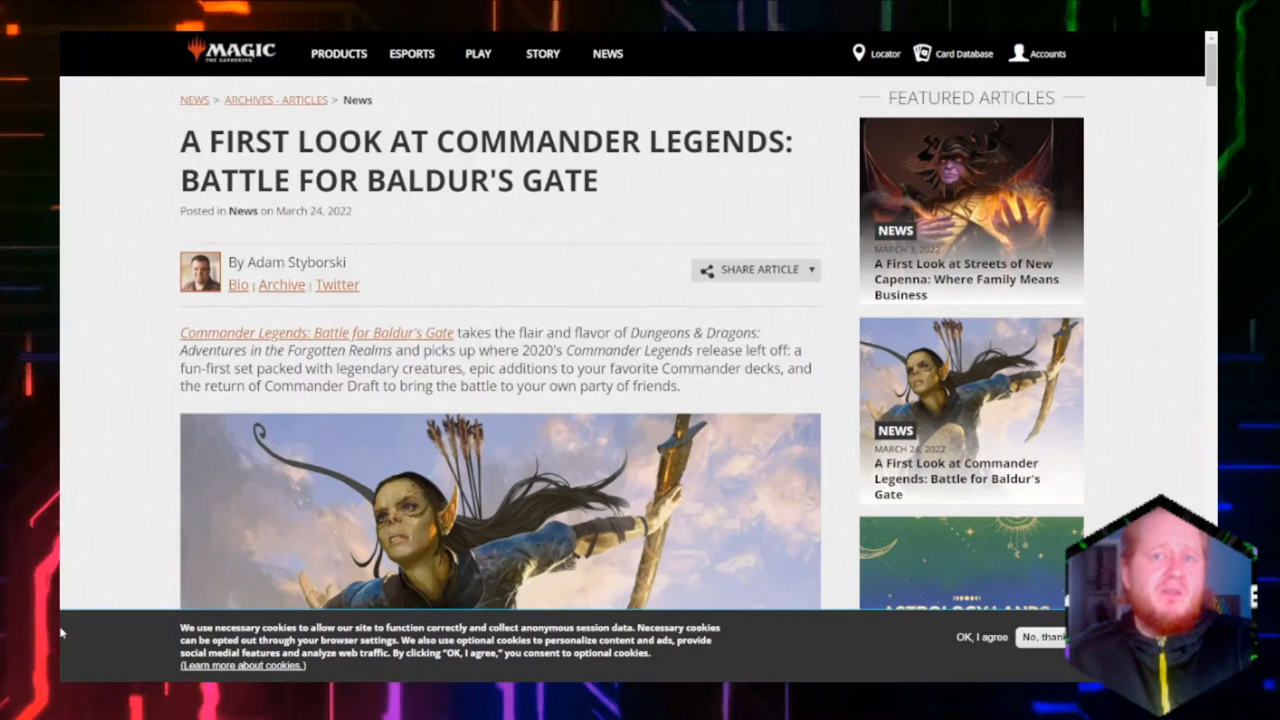 MAGIC
THE GATHERING
PRODUCTS
ESPORTS
PLAY
STORY
NEWS
Locator
Card Database
Accounts
NEWS > ARCHIVES - ARTICLES > News
A FIRST LOOK AT COMMANDER LEGENDS:
BATTLE FOR BALDUR'S GATE
Posted in News on March 24, 2022
By Adam Styborski
Bio | Archive | Twitter
SHARE ARTICLE
Commander Legends: Battle for Baldur's Gate takes the flair and flavor of Dungeons & Dragons:
Adventures in the Forgotten Realms and picks up where 2020's Commander Legends release left off: a
fun-first set packed with legendary creatures, epic additions to your favorite Commander decks, and
the return of Commander Draft to bring the battle to your own party of friends.
FEATURED ARTICLES
NEWS
MARCH 3, 2022
A First Look at Streets of New
Capenna: Where Family Means
Business
NEWS
MARCH 24, 2022
A First Look at Commander
Legends: Battle for Baldur's
Gate
ASTROLOGY LANDS
We use necessary cookies to allow our site to function correctly and collect anonymous session data. Necessary cookies
can be opted out through your browser settings. We also use optional cookies to personalize content and ads, provide
social medial features and analyze web traffic. By clicking "OK, I agree," you consent to optional cookies.
(Learn more about cookies.)
OK, I agree
No, thank